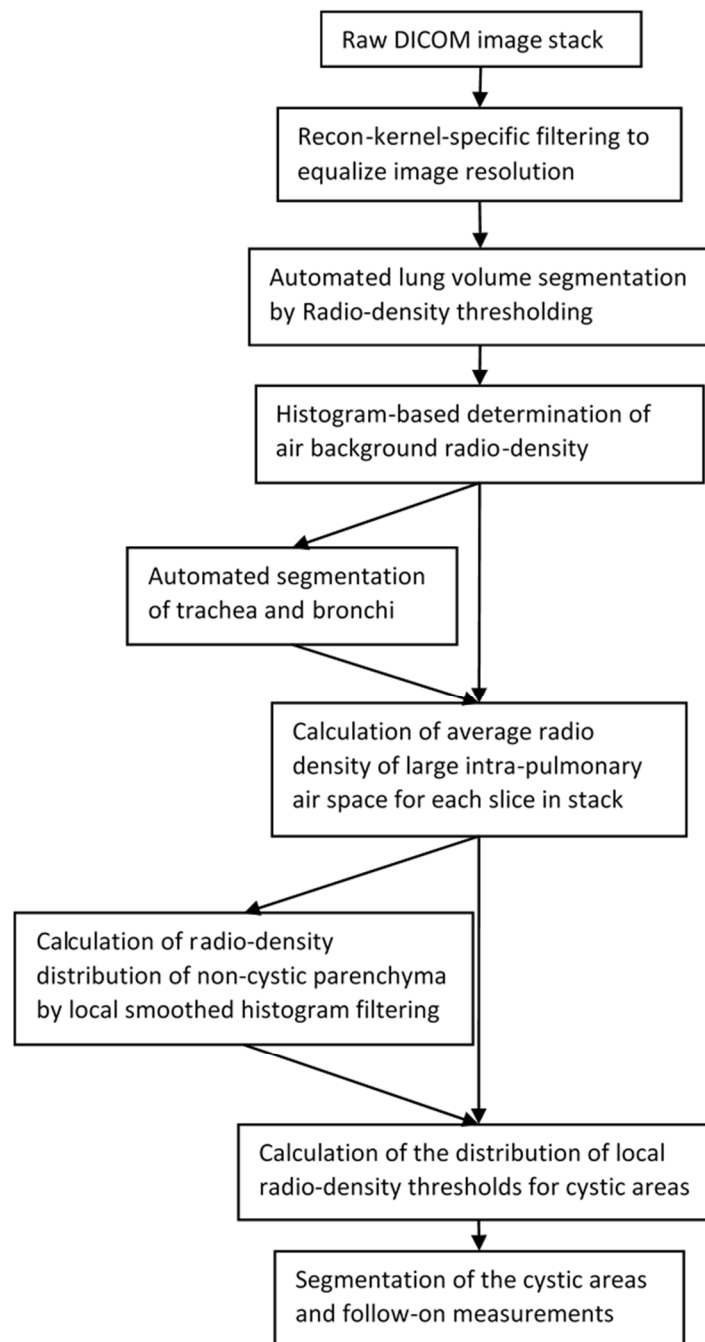 Raw DICOM image stack
Recon-kernel-specific filtering to
equalize image resolution
Automated lung volume segmentation
by Radio-density thresholding
Histogram-based determination of
air background radio-density
Automated segmentation
of trachea and bronchi
Calculation of average radio
density of large intra-pulmonary
air space for each slice in stack
Calculation of radio-density
distribution of non-cystic parenchyma
by local smoothed histogram filtering
Calculation of the distribution of local
radio-density thresholds for cystic areas
Segmentation of the cystic areas
and follow-on measurements